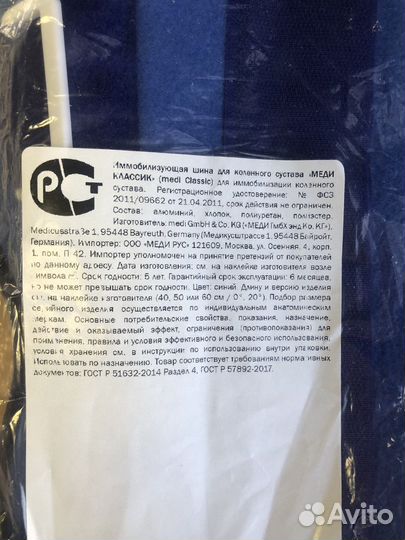 РСТ
Иммобилизующая шина для коленного сустава «МЕДИ
КЛАССИК» (medi Classic) для иммобилизации коленного
сустава. Регистрационное удостоверение: № ФСЗ
2011/09662 от 21.04.2011, срок действия не ограничен.
Состав: алюминий, хлопок, полиуретан, полиэстер.
Изготовитель: medi GmbH & Co. KG («МЕДИ ГмбХ энд Ко. КГ»),
Medicusstraße 1, 95448 Bayreuth, Germany (Медикусштрассе 1, 95448 Байройт,
Германия). Импортер: ООО «МЕДИ РУС» 121609, Москва, ул. Осенняя, 4, корп.
1, пом. П 42. Импортер уполномочен на принятие претензий от покупателей
по данному адресу. Дата изготовления: см. на наклейке изготовителя возле
символа. Срок годности: 5 лет. Гарантийный срок эксплуатации: 6 месяцев,
но не может превышать срок годности. Цвет: синий. Длину и версию изделия
см. на наклейке изготовителя (40, 50 или 60 см / 0°, 20°). Подбор размера
серийного изделия осуществляется по индивидуальным анатомическим
меркам. Основные потребительские свойства, показания, назначение,
действие и оказываемый эффект, ограничения (противопоказания) для
применения, правила и условия эффективного и безопасного использования,
условия хранения см. в инструкции по использованию внутри упаковки.
Использовать по назначению. Товар соответствует требованиям нормативных
документов: ГОСТ Р 51632-2014 Раздел 4, ГОСТ Р 57892-2017.
Avito